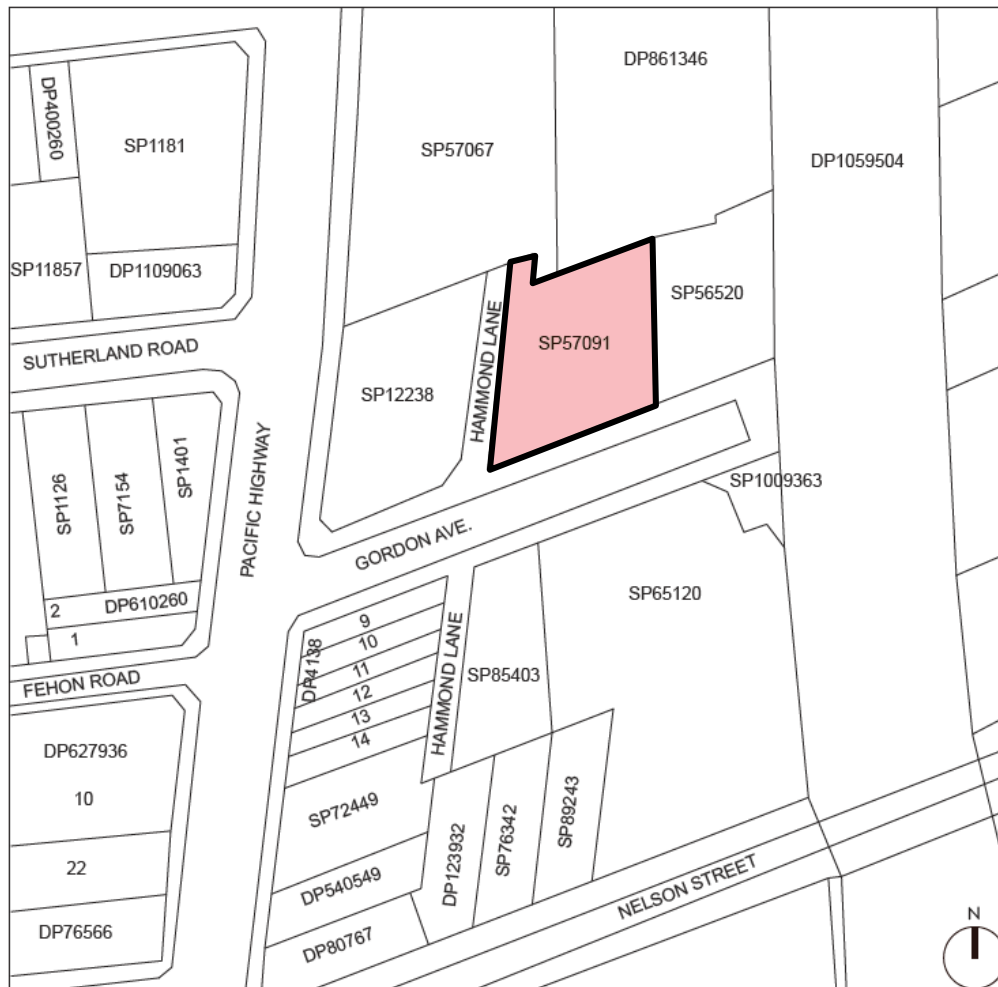 DP861346
DP400260
SP1181
SP57067
DP1059504
SP11857
DP1109063
SP56520
HAMMOND LANE
SP57091
SUTHERLAND ROAD
SP12238
PACIFIC HIGHWAY
SP1126
SP7154
SP1401
SP1009363
GORDON AVE.
2
DP610260
SP65120
1
9
10
DP4138
11
12
13
14
HAMMOND LANE
SP85403
FEHON ROAD
DP627936
10
SP72449
SP89243
SP76342
DP123932
22
DP540549
NELSON STREET
DP76566
DP80767
N